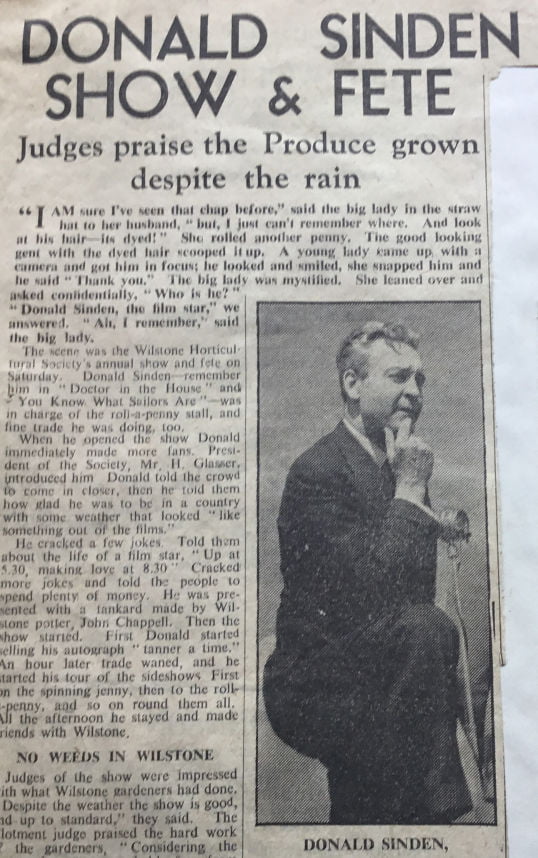 DONALD SINDEN
SHOW & FETE
Judges praise the Produce grown
despite the rain
“I AM sure I've seen that chap before,” said the big lady in the straw
hat to her husband, “ but, I just can't remember where. And look
at his hair—its dyed!” She rolled another penny. The good looking
gent with the dyed hair scooped it up. A young lady came up with a
camera and got him in focus; he looked and smiled, she snapped him and
he said “ Thank you.” The big lady was mystified. She leaned over and
asked confidentially, “ Who is he? ”
“ Donald Sinden, the film star,” we
answered. “ Ah, I remember,” said
the big lady.
The scene was the Wilstone Horticul-
tural Society's annual show and fete on
Saturday. Donald Sinden—remember
him in “ Doctor in the House ” and
“ You Know What Sailors Are ”—was
in charge of the roll-a-penny stall, and
fine trade he was doing, too.
When he opened the show Donald
immediately made more fans. Presi-
dent of the Society, Mr. H. Glasser,
introduced him Donald told the crowd
to come in closer, then he told them
how glad he was to be in a country
with some weather that looked “ like
something out of the films.”
He cracked a few jokes. Told them
about the life of a film star, “ Up at
5.30, making love at 8.30 ” Cracked
more jokes and told the people to
spend plenty of money. He was pre-
sented with a tankard made by Wil-
stone potter, John Chappell. Then the
show started. First Donald started
selling his autograph “ tanner a time.”
An hour later trade waned, and he
started his tour of the sideshows First
on the spinning jenny, then to the roll-
-penny, and so on round them all.
All the afternoon he stayed and made
riends with Wilstone.
NO WEEDS IN WILSTONE
Judges of the show were impressed
ith what Wilstone gardeners had done.
Despite the weather the show is good,
nd up to standard,” they said. The
lotment judge praised the hard work
the gardeners, “ Considering the
DONALD SINDEN,